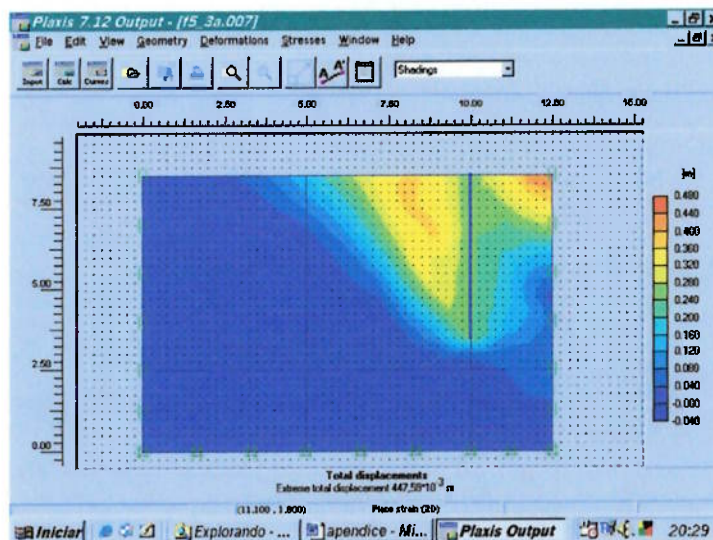 Plaxis 7.12 Output - [f5_3a.007]
File Edit View Geometry Deformations Stresses Window Help
Input Calc Curves A A' Shadings
0.00 2.50 5.00 7.50 10.00 12.50 15.00
7.50
5.00
2.50
0.00
[m]
0.480
0.440
0.400
0.360
0.320
0.280
0.240
0.200
0.160
0.120
0.080
0.040
-0.000
-0.040
Total displacements
Extreme total displacement 447,58*10³ m
(11.100 , 1.800) Plane strain (2D)
Iniciar Explorando - ... apendice - Mi... Plaxis Output 20:29